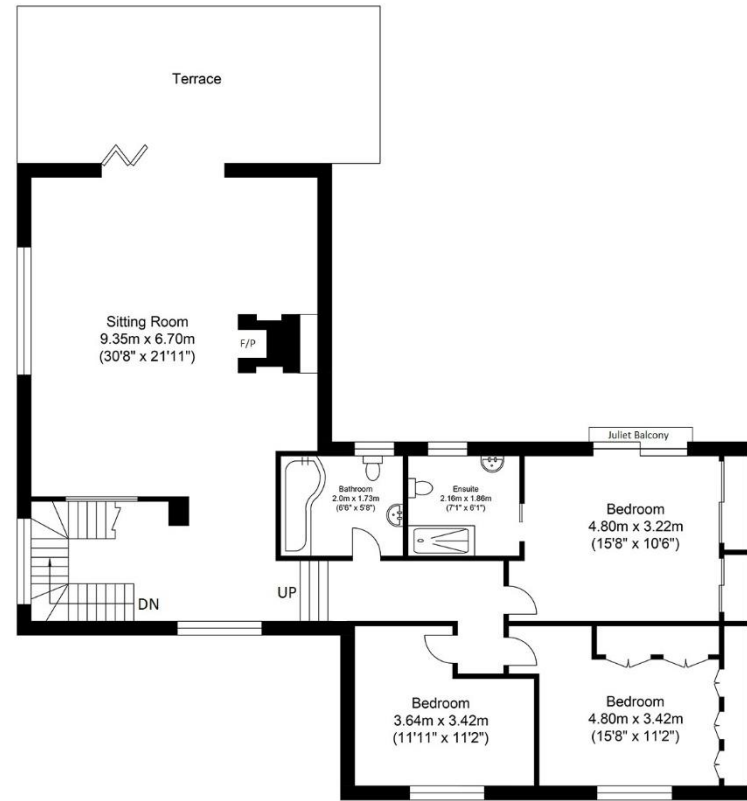 Terrace
Sitting Room
9.35m x 6.70m
(30'8" x 21'11")
F/P
Juliet Balcony
Bathroom
2.0m x 1.73m
(6'6" x 5'8")
Ensuite
2.16m x 1.86m
(7'1" x 6'1")
Bedroom
4.80m x 3.22m
(15'8" x 10'6")
DN
UP
Bedroom
3.64m x 3.42m
(11'11" x 11'2")
Bedroom
4.80m x 3.42m
(15'8" x 11'2")